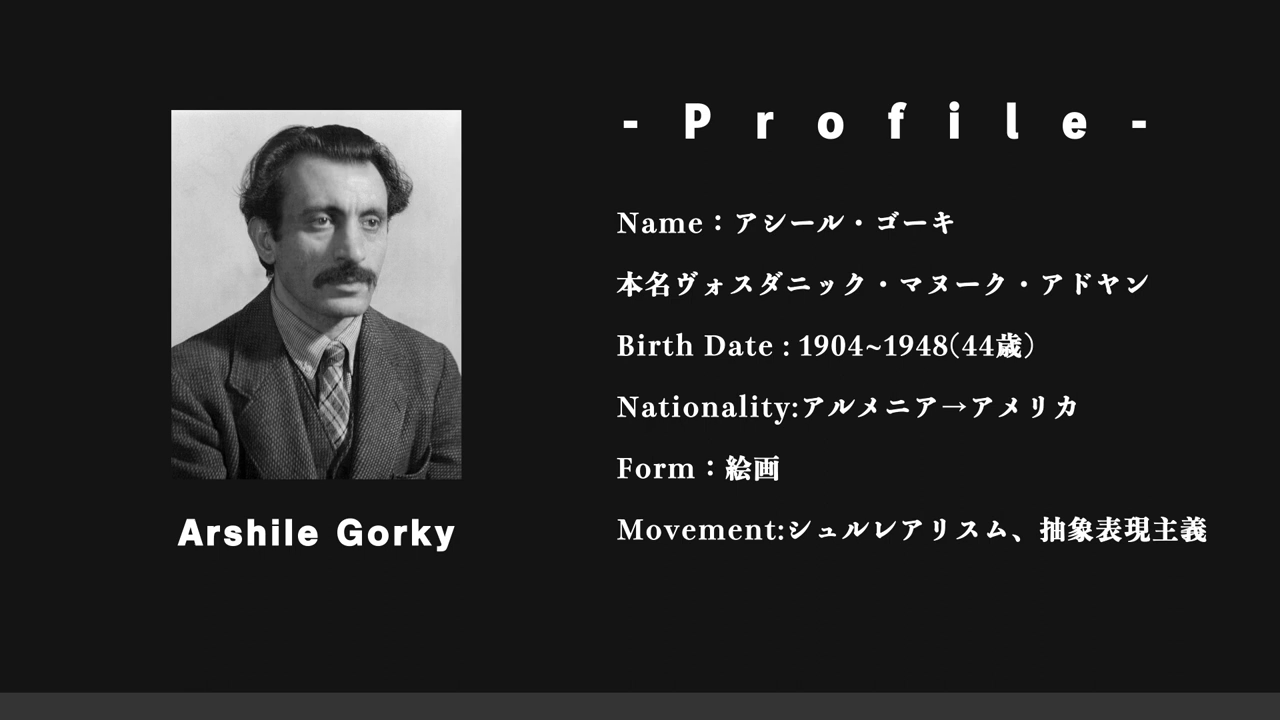 - Profile -
Name：アシール・ゴーキ
本名ヴォスダニック・マヌーク・アドヤン
Birth Date : 1904~1948(44歳)
Nationality:アルメニア→アメリカ
Form：絵画
Movement:シュルレアリスム、抽象表現主義
Arshile Gorky